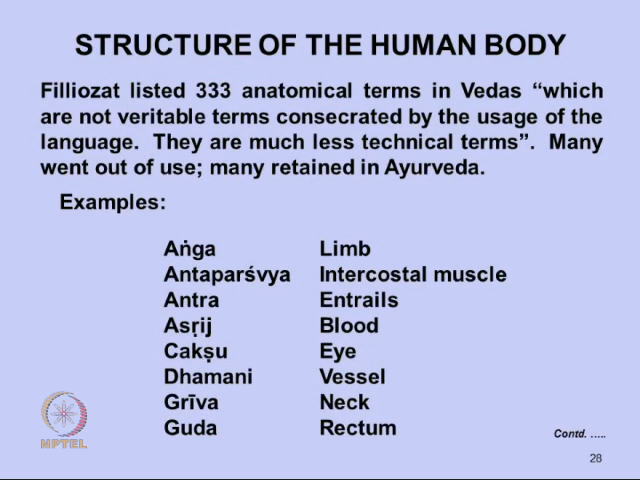 STRUCTURE OF THE HUMAN BODY
Filliozat listed 333 anatomical terms in Vedas “which
are not veritable terms consecrated by the usage of the
language. They are much less technical terms”. Many
went out of use; many retained in Ayurveda.
Examples:
Aṅga Limb
Antaparśvya Intercostal muscle
Antra Entrails
Asṛij Blood
Cakṣu Eye
Dhamani Vessel
Grīva Neck
Guda Rectum
NPTEL
Contd. …..
28